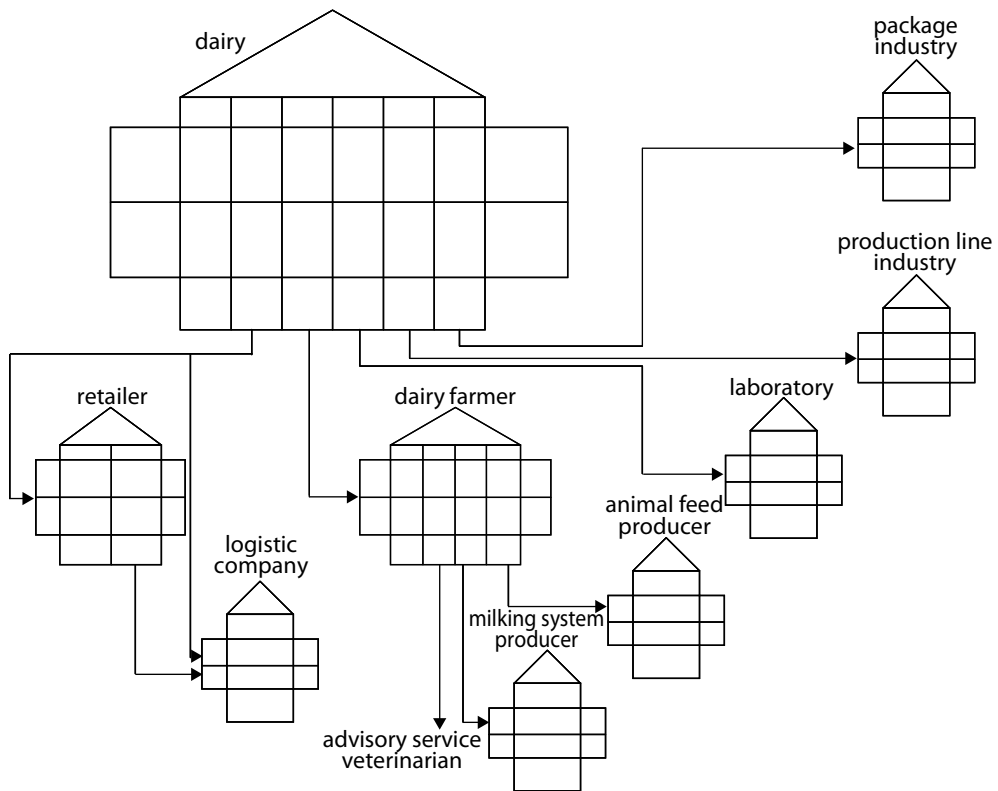 dairy
package
industry
production line
industry
retailer
dairy farmer
laboratory
animal feed
producer
logistic
company
milking system
producer
advisory service
veterinarian